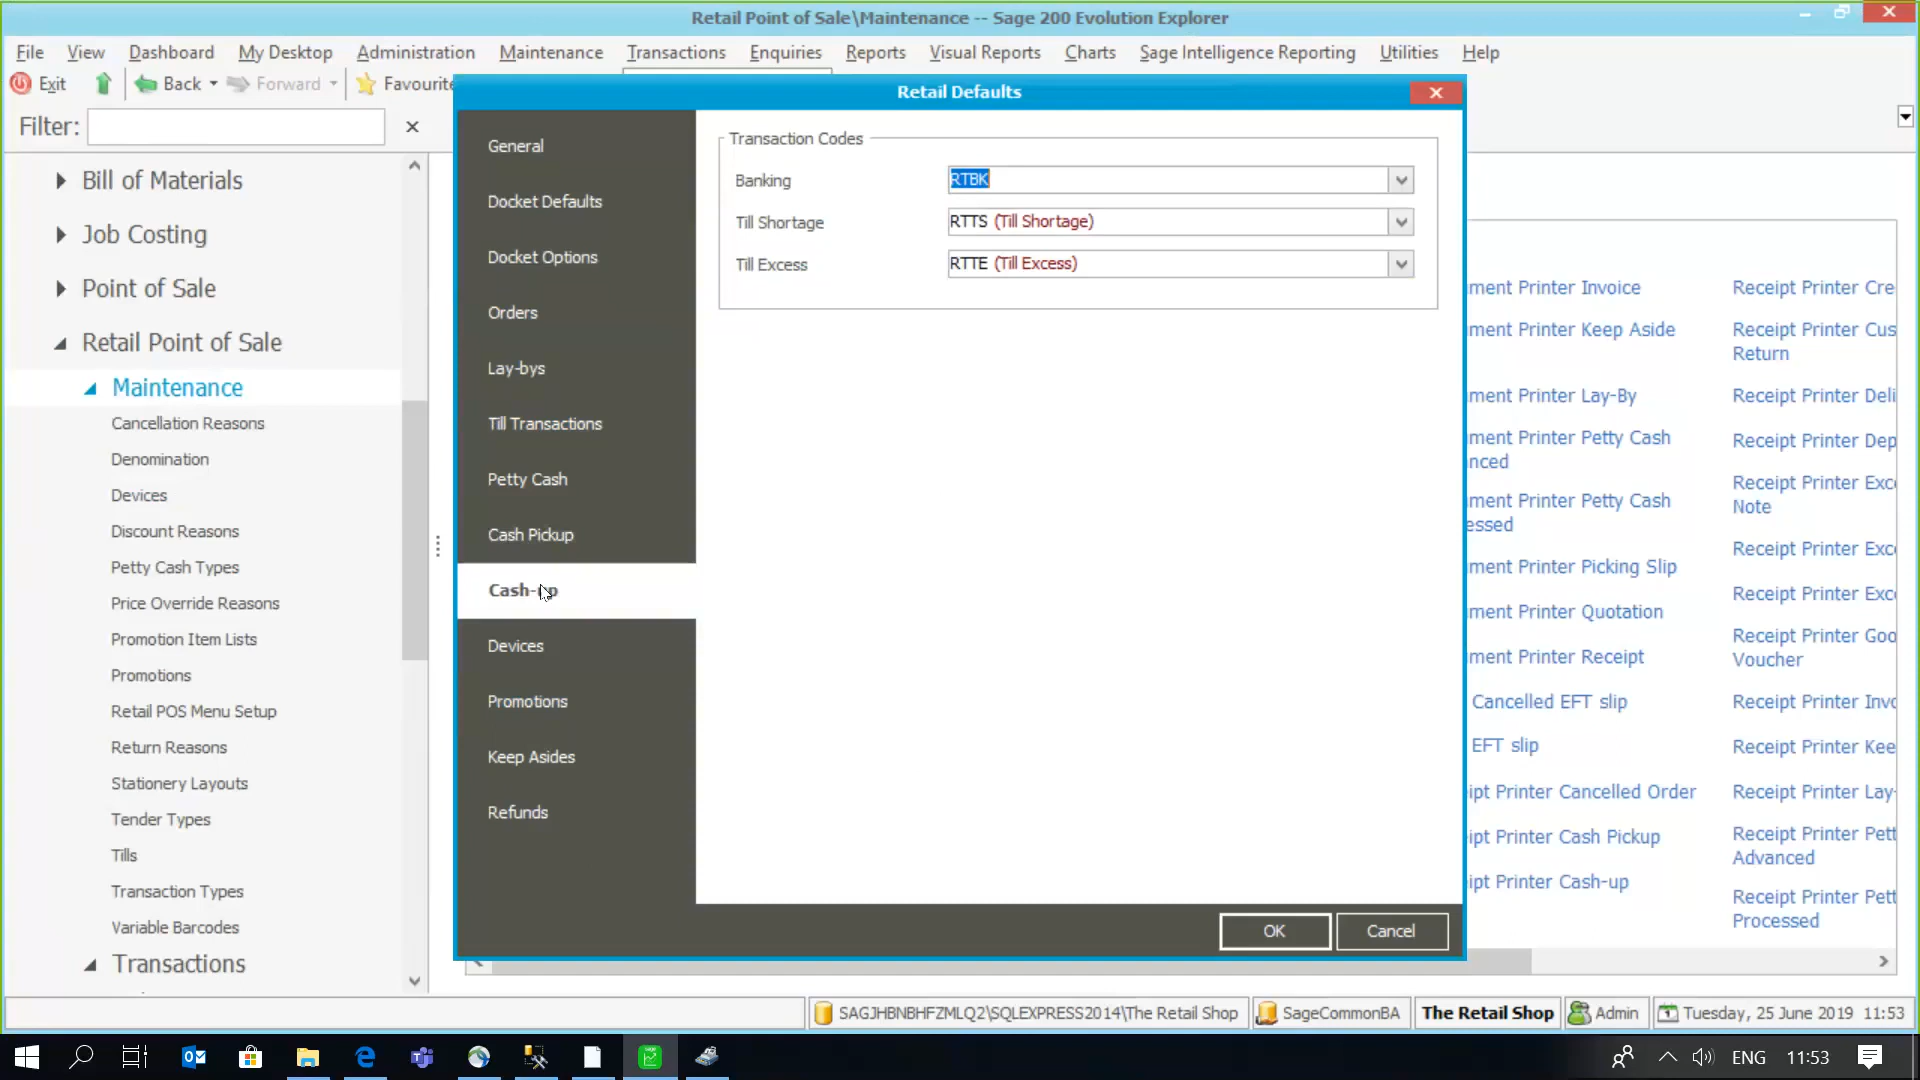 Retail Point of Sale\Maintenance -- Sage 200 Evolution Explorer
File View Dashboard My Desktop Administration Maintenance Transactions Enquiries Reports Visual Reports Charts Sage Intelligence Reporting Utilities Help
Exit Back Forward Favourite
Filter:
Bill of Materials
Job Costing
Point of Sale
Retail Point of Sale
Maintenance
Cancellation Reasons
Denomination
Devices
Discount Reasons
Petty Cash Types
Price Override Reasons
Promotion Item Lists
Promotions
Retail POS Menu Setup
Return Reasons
Stationery Layouts
Tender Types
Tills
Transaction Types
Variable Barcodes
Transactions
Retail Defaults
General
Docket Defaults
Docket Options
Orders
Lay-bys
Till Transactions
Petty Cash
Cash Pickup
Cash-up
Devices
Promotions
Keep Asides
Refunds
Transaction Codes
Banking RTBK
Till Shortage RTTS (Till Shortage)
Till Excess RTTE (Till Excess)
OK Cancel
ment Printer Invoice
ment Printer Keep Aside
ment Printer Lay-By
ment Printer Petty Cash
nced
ment Printer Petty Cash
essed
ment Printer Picking Slip
ment Printer Quotation
ment Printer Receipt
Cancelled EFT slip
EFT slip
ipt Printer Cancelled Order
ipt Printer Cash Pickup
ipt Printer Cash-up
Receipt Printer Cre
Receipt Printer Cus
Return
Receipt Printer Deli
Receipt Printer Dep
Receipt Printer Exc
Note
Receipt Printer Exc
Receipt Printer Exc
Receipt Printer Goo
Voucher
Receipt Printer Invo
Receipt Printer Kee
Receipt Printer Lay-
Receipt Printer Pett
Advanced
Receipt Printer Pett
Processed
SAGJHBNBHFZMLQ2\SQLEXPRESS2014\The Retail Shop SageCommonBA The Retail Shop Admin Tuesday, 25 June 2019 11:53
ENG 11:53